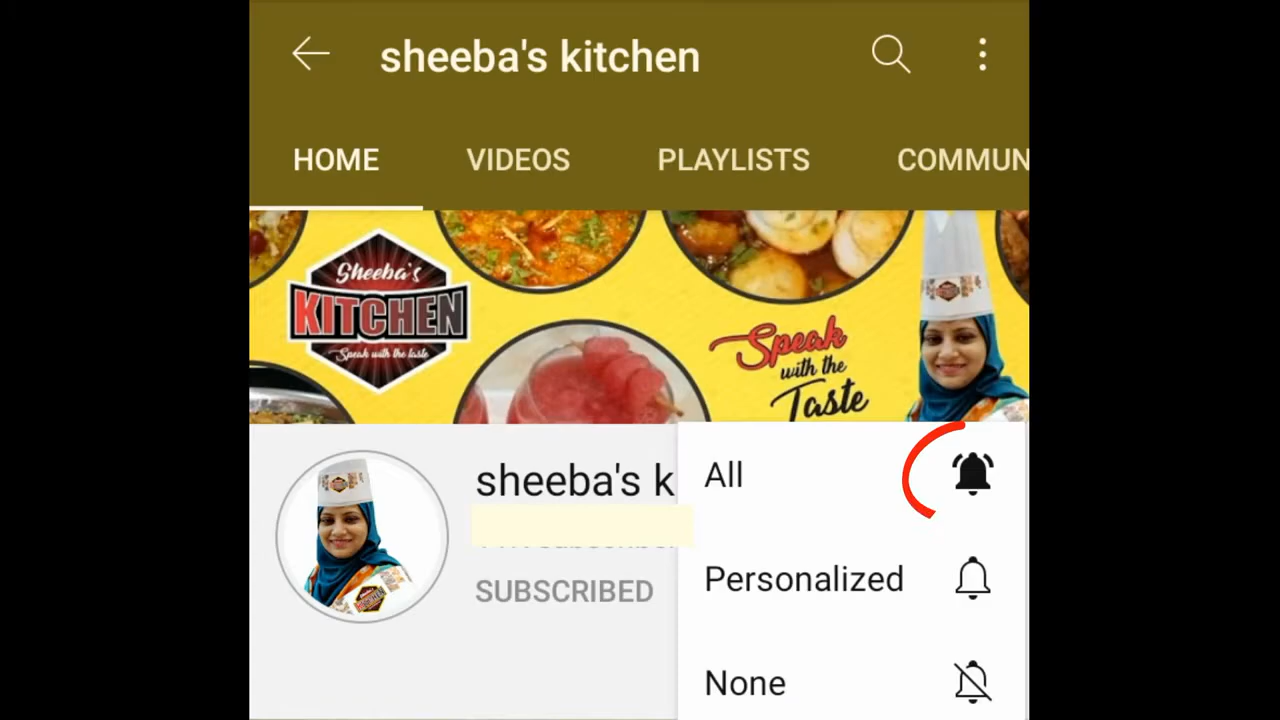 sheeba's kitchen
HOME VIDEOS PLAYLISTS COMMUN
Sheeba's
KITCHEN
Speak with the taste
Speak
with the
Taste
sheeba's k
All
SUBSCRIBED
Personalized
None